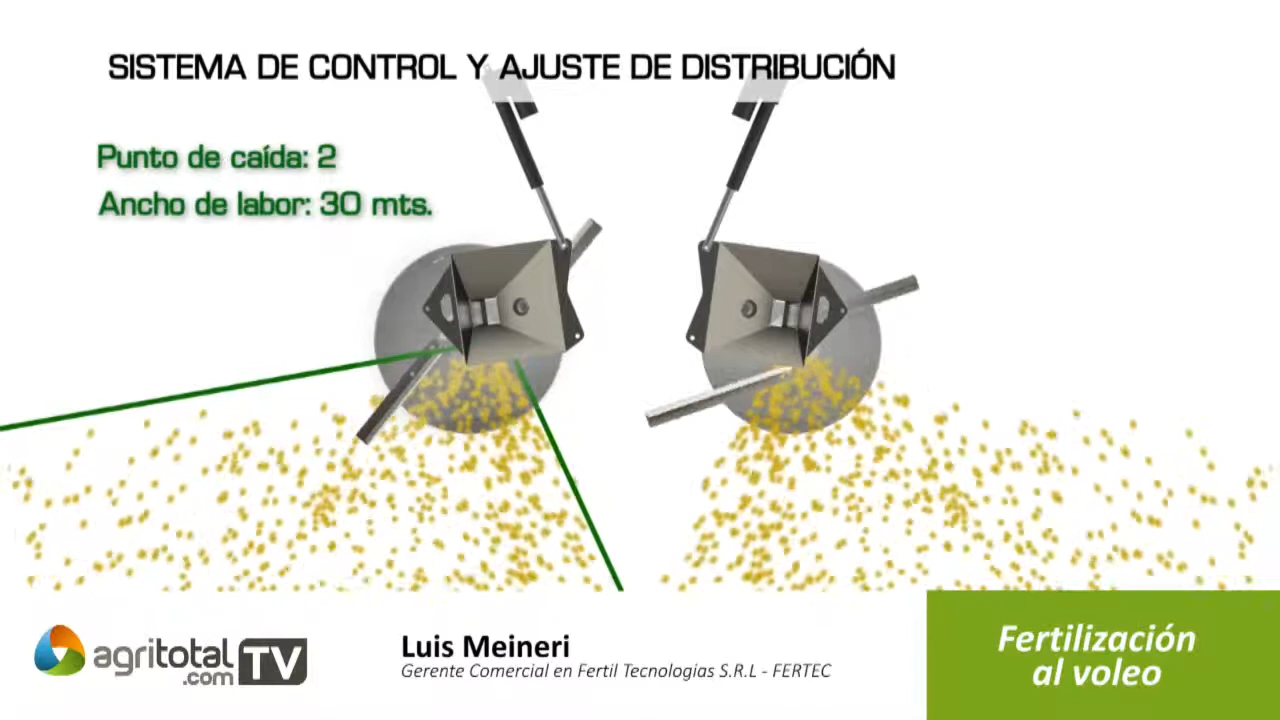 SISTEMA DE CONTROL Y AJUSTE DE DISTRIBUCIÓN
Punto de caída: 2
Ancho de labor: 30 mts.
agritotal TV
.com
Luis Meineri
Gerente Comercial en Fertil Tecnologias S.R.L - FERTEC
Fertilización
al voleo